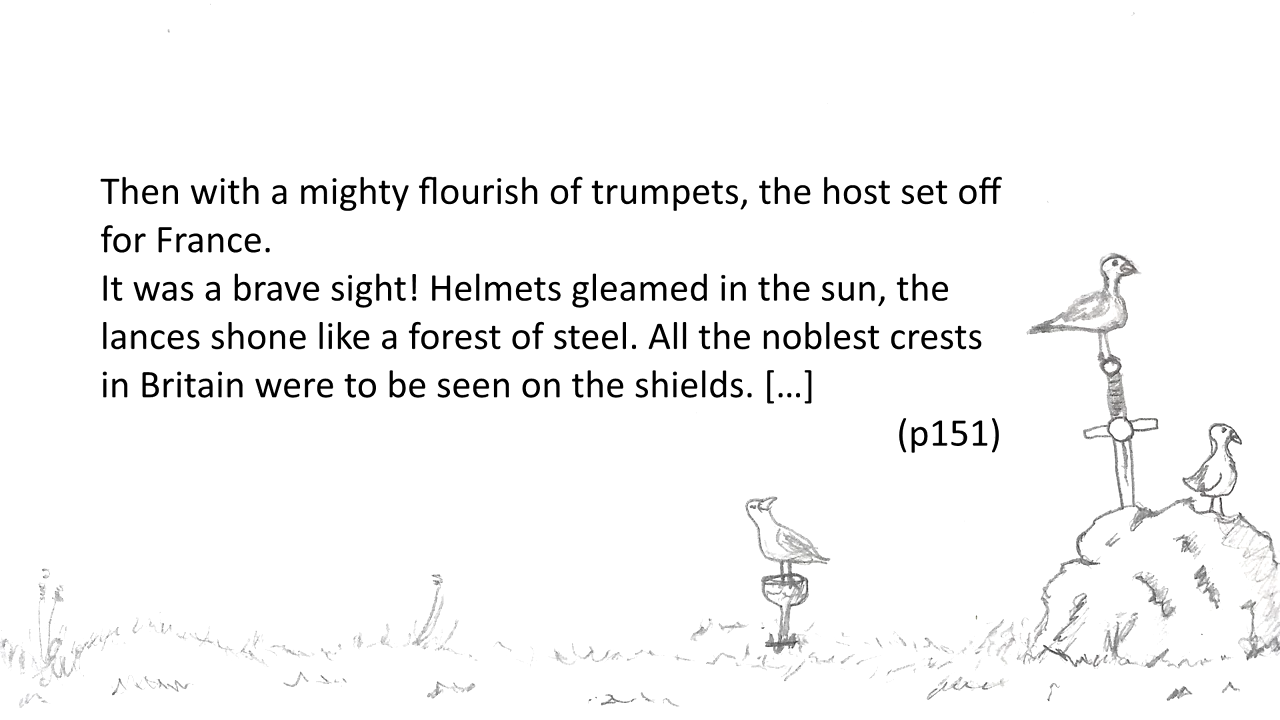 Then with a mighty flourish of trumpets, the host set off
for France.
It was a brave sight! Helmets gleamed in the sun, the
lances shone like a forest of steel. All the noblest crests
in Britain were to be seen on the shields. […]
(p151)